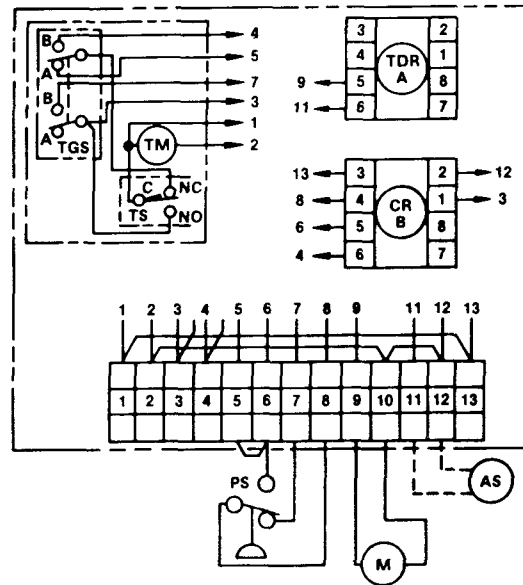 B 4
A 5
B 7
A TGS 3
1
TM 2
C NC
TS NO
3 TDR A 2
4 1
9 5 8
11 6 7
13 3 CR B 2 12
8 4 1 3
6 5 8
4 6 7
1 2 3 4 5 6 7 8 9 11 12 13
1 2 3 4 5 6 7 8 9 10 11 12 13
PS
AS
M